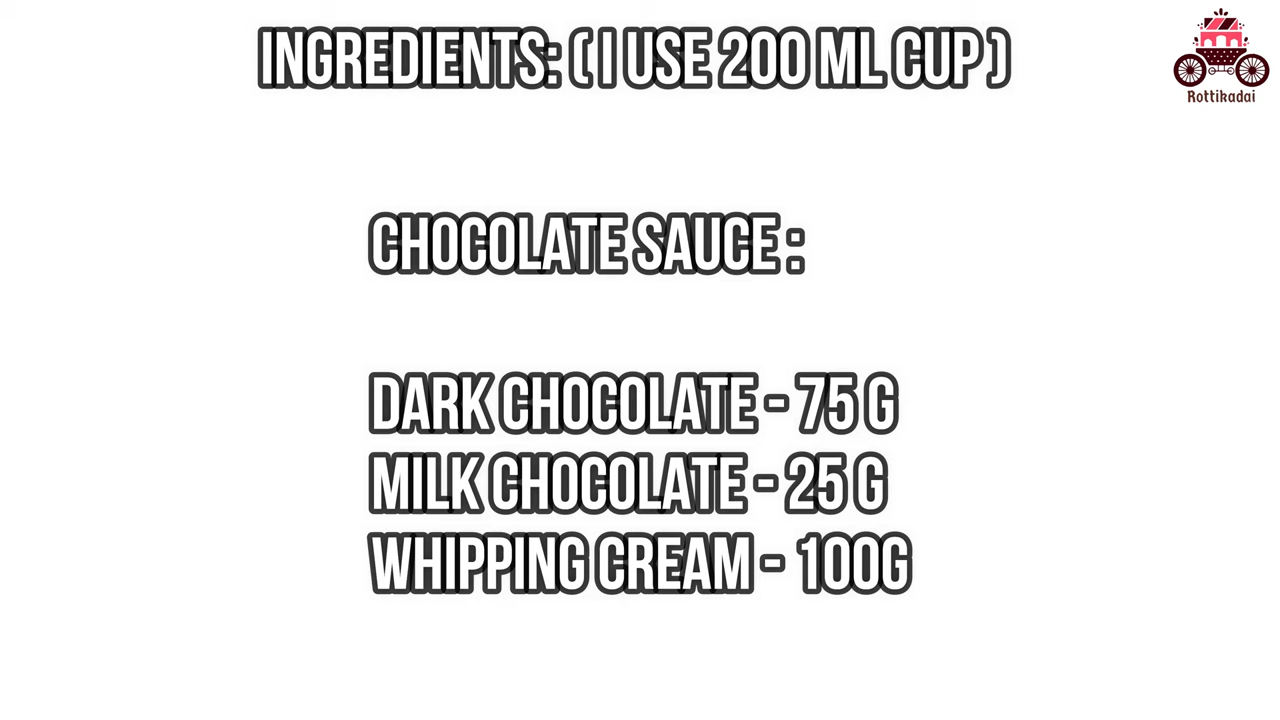 INGREDIENTS: ( I USE 200 ML CUP )
Rottikadai
CHOCOLATE SAUCE :
DARK CHOCOLATE - 75 G
MILK CHOCOLATE - 25 G
WHIPPING CREAM - 100G